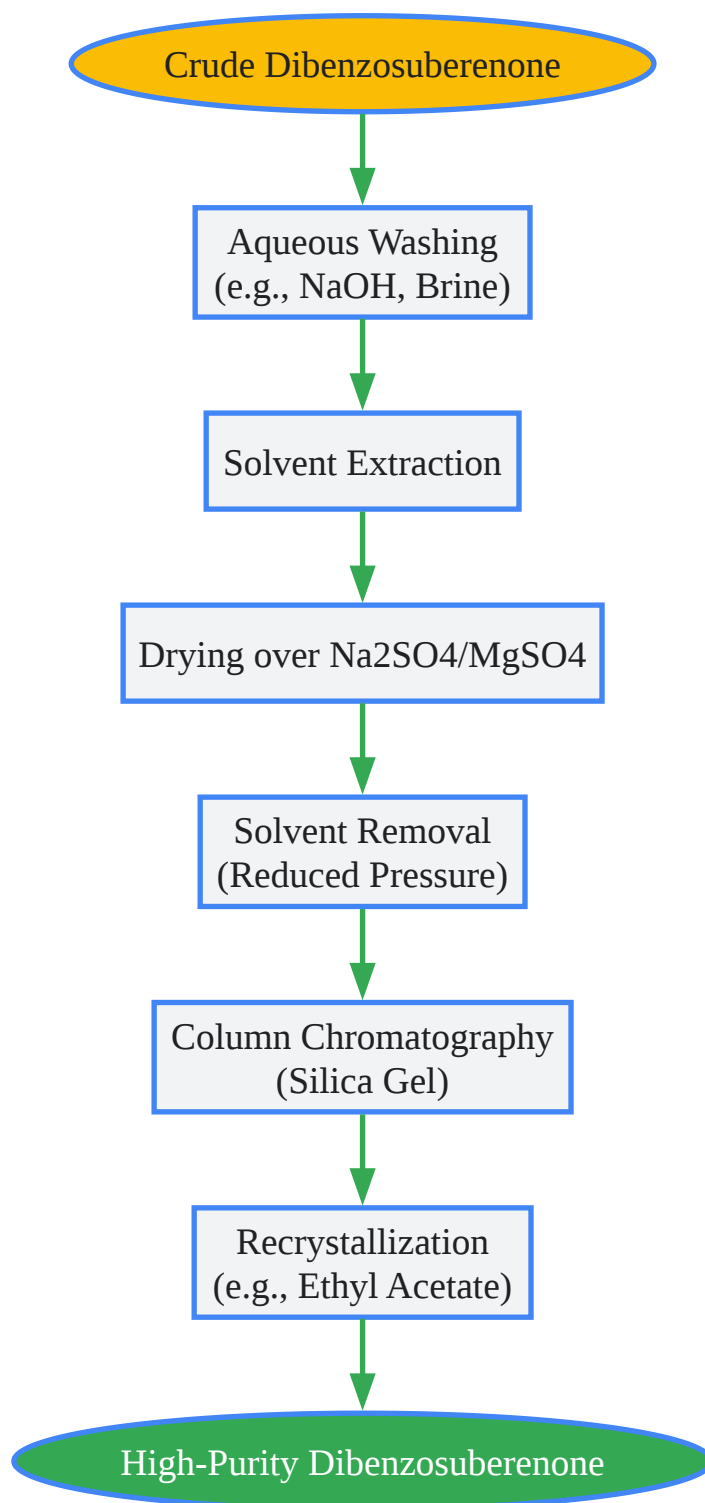 Crude Dibenzosuberenone
Aqueous Washing
(e.g., NaOH, Brine)
Solvent Extraction
Drying over Na2SO4/MgSO4
Solvent Removal
(Reduced Pressure)
Column Chromatography
(Silica Gel)
Recrystallization
(e.g., Ethyl Acetate)
High-Purity Dibenzosuberenone